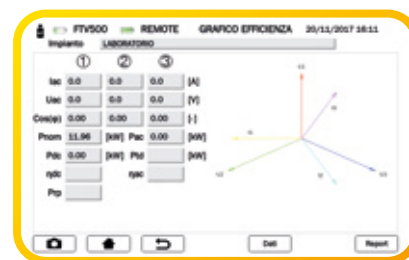 FTV500 REMOTE GRAFICO EFFICIENZA 20/11/2017 16:11
Impianto LABORATORIO
① ② ③
Iac 0.0 0.0 0.0 [A]
Uac 0.0 0.0 0.0 [V]
Cos(φ) 0.00 0.00 0.00 [-]
Pnom 11.96 [kW] Pac 0.00 [kW]
Pdc 0.00 [kW] Ptd [kW]
ηdc ηac
Prp
Dati Report